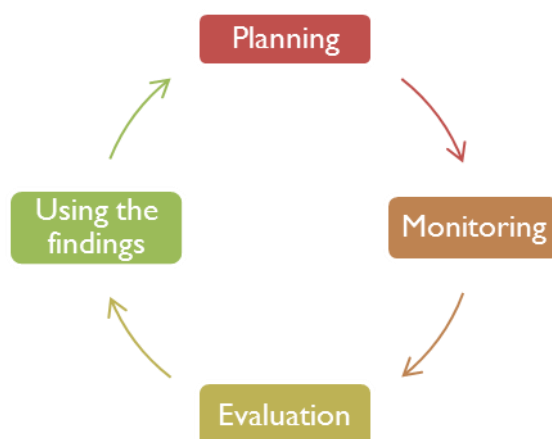 Planning
Monitoring
Evaluation
Using the
findings